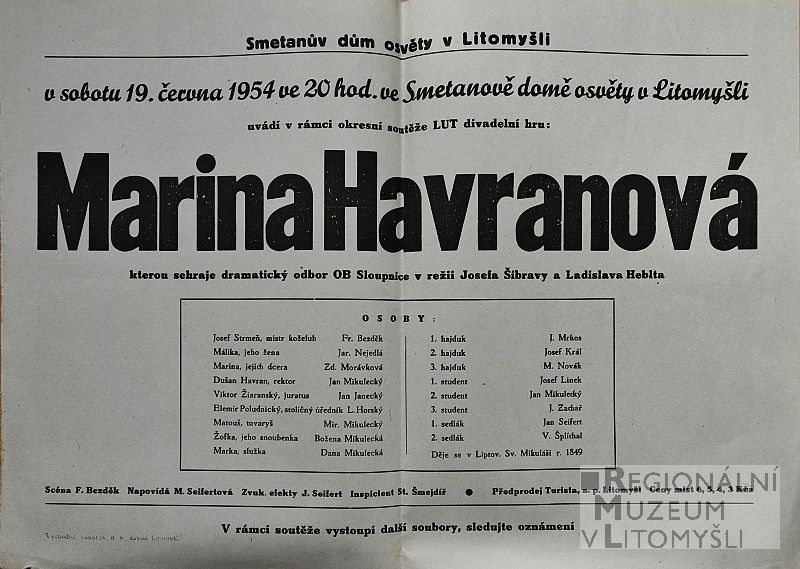 Smetanův dům osvěty v Litomyšli
v sobotu 19. června 1954 ve 20 hod. ve Smetanově domě osvěty v Litomyšli
uvádí v rámci okresní soutěže LUT divadelní hru:
Marina Havranová
kterou sehraje dramatický odbor OB Sloupnice v režii Josefa Šibravy a Ladislava Heblta
OSOBY:
Josef Strmeň, mistr koželuh Fr. Bezděk
Málika, jeho žena Jar. Nejedlá
Marina, jejich dcera Zd. Morávková
Dušan Havran, rektor Jan Mikulecký
Viktor Žiaranský, juratus Jan Janecký
Efemír Poludnický, stoličný úředník L. Horský
Matouš, tovaryš Mir. Mikulecký
Žofka, jeho snoubenka Božena Mikulecká
Marka, služka Dana Mikulecká
1. hajduk J. Mrkos
2. hajduk Josef Král
3. hajduk M. Novák
1. student Josef Linek
2. student Jan Mikulecký
3. student J. Zachař
1. sedlák Jan Seifert
2. sedlák V. Šplíchal
Děje se v Liptov. Sv. Mikuláši r. 1849
Scéna F. Bezděk Napovídá M. Seifertová Zvuk. efekty J. Seifert Inspicient St. Šmejdíř ● Předprodej Turista, n. p. Litomyšl Ceny míst 6, 5, 4, 3 Kčs
V rámci soutěže vystoupí další soubory, sledujte oznámení
REGIONÁLNÍ
MUZEUM
v LITOMYŠLI